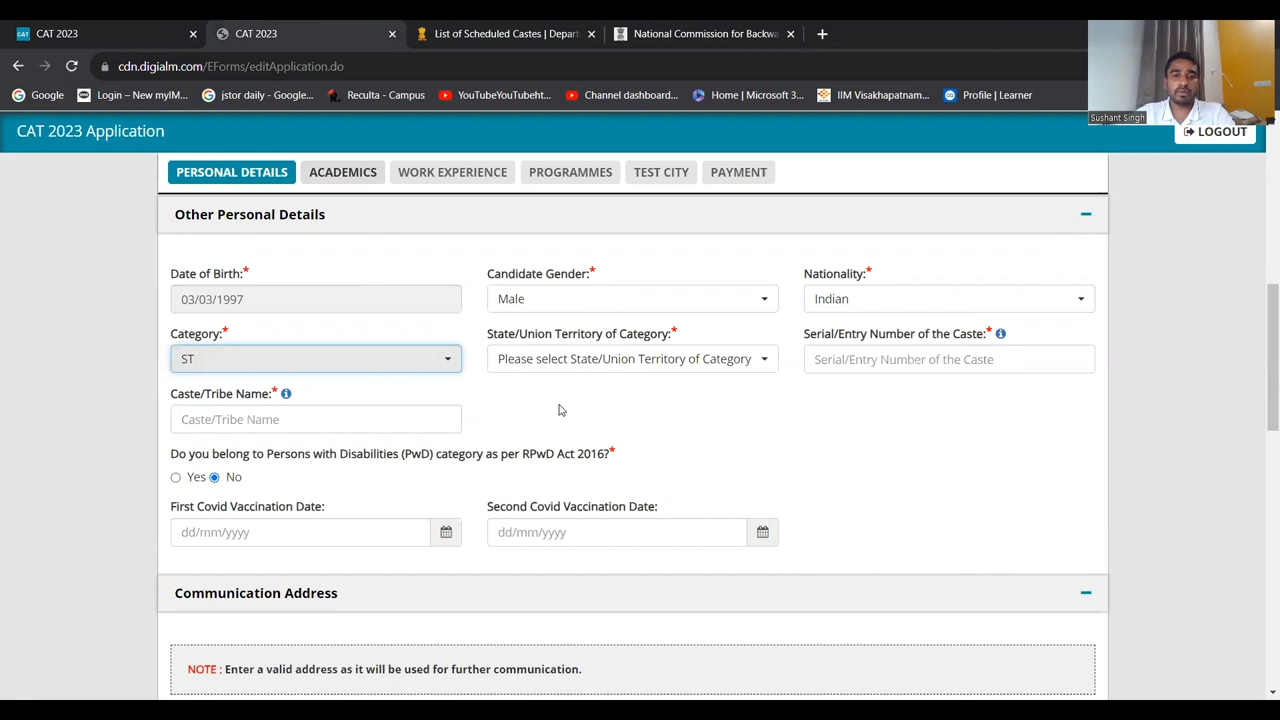 CAT CAT 2023
CAT 2023
List of Scheduled Castes | Depar
National Commission for Backwa
cdn.digialm.com/EForms/editApplication.do
Google
Login – New myIM...
jstor daily - Google...
Reculta - Campus
YouTubeYouTubeht...
Channel dashboard...
Home | Microsoft 3...
IIM Visakhapatnam...
Profile | Learner
Sushant Singh
CAT 2023 Application
LOGOUT
PERSONAL DETAILS
ACADEMICS
WORK EXPERIENCE
PROGRAMMES
TEST CITY
PAYMENT
Other Personal Details
Date of Birth:*
Candidate Gender:*
Nationality:*
03/03/1997
Male
Indian
Category:*
State/Union Territory of Category:*
Serial/Entry Number of the Caste:*
ST
Please select State/Union Territory of Category
Serial/Entry Number of the Caste
Caste/Tribe Name:*
Caste/Tribe Name
Do you belong to Persons with Disabilities (PwD) category as per RPwD Act 2016?*
Yes No
First Covid Vaccination Date:
Second Covid Vaccination Date:
dd/mm/yyyy
dd/mm/yyyy
Communication Address
NOTE : Enter a valid address as it will be used for further communication.